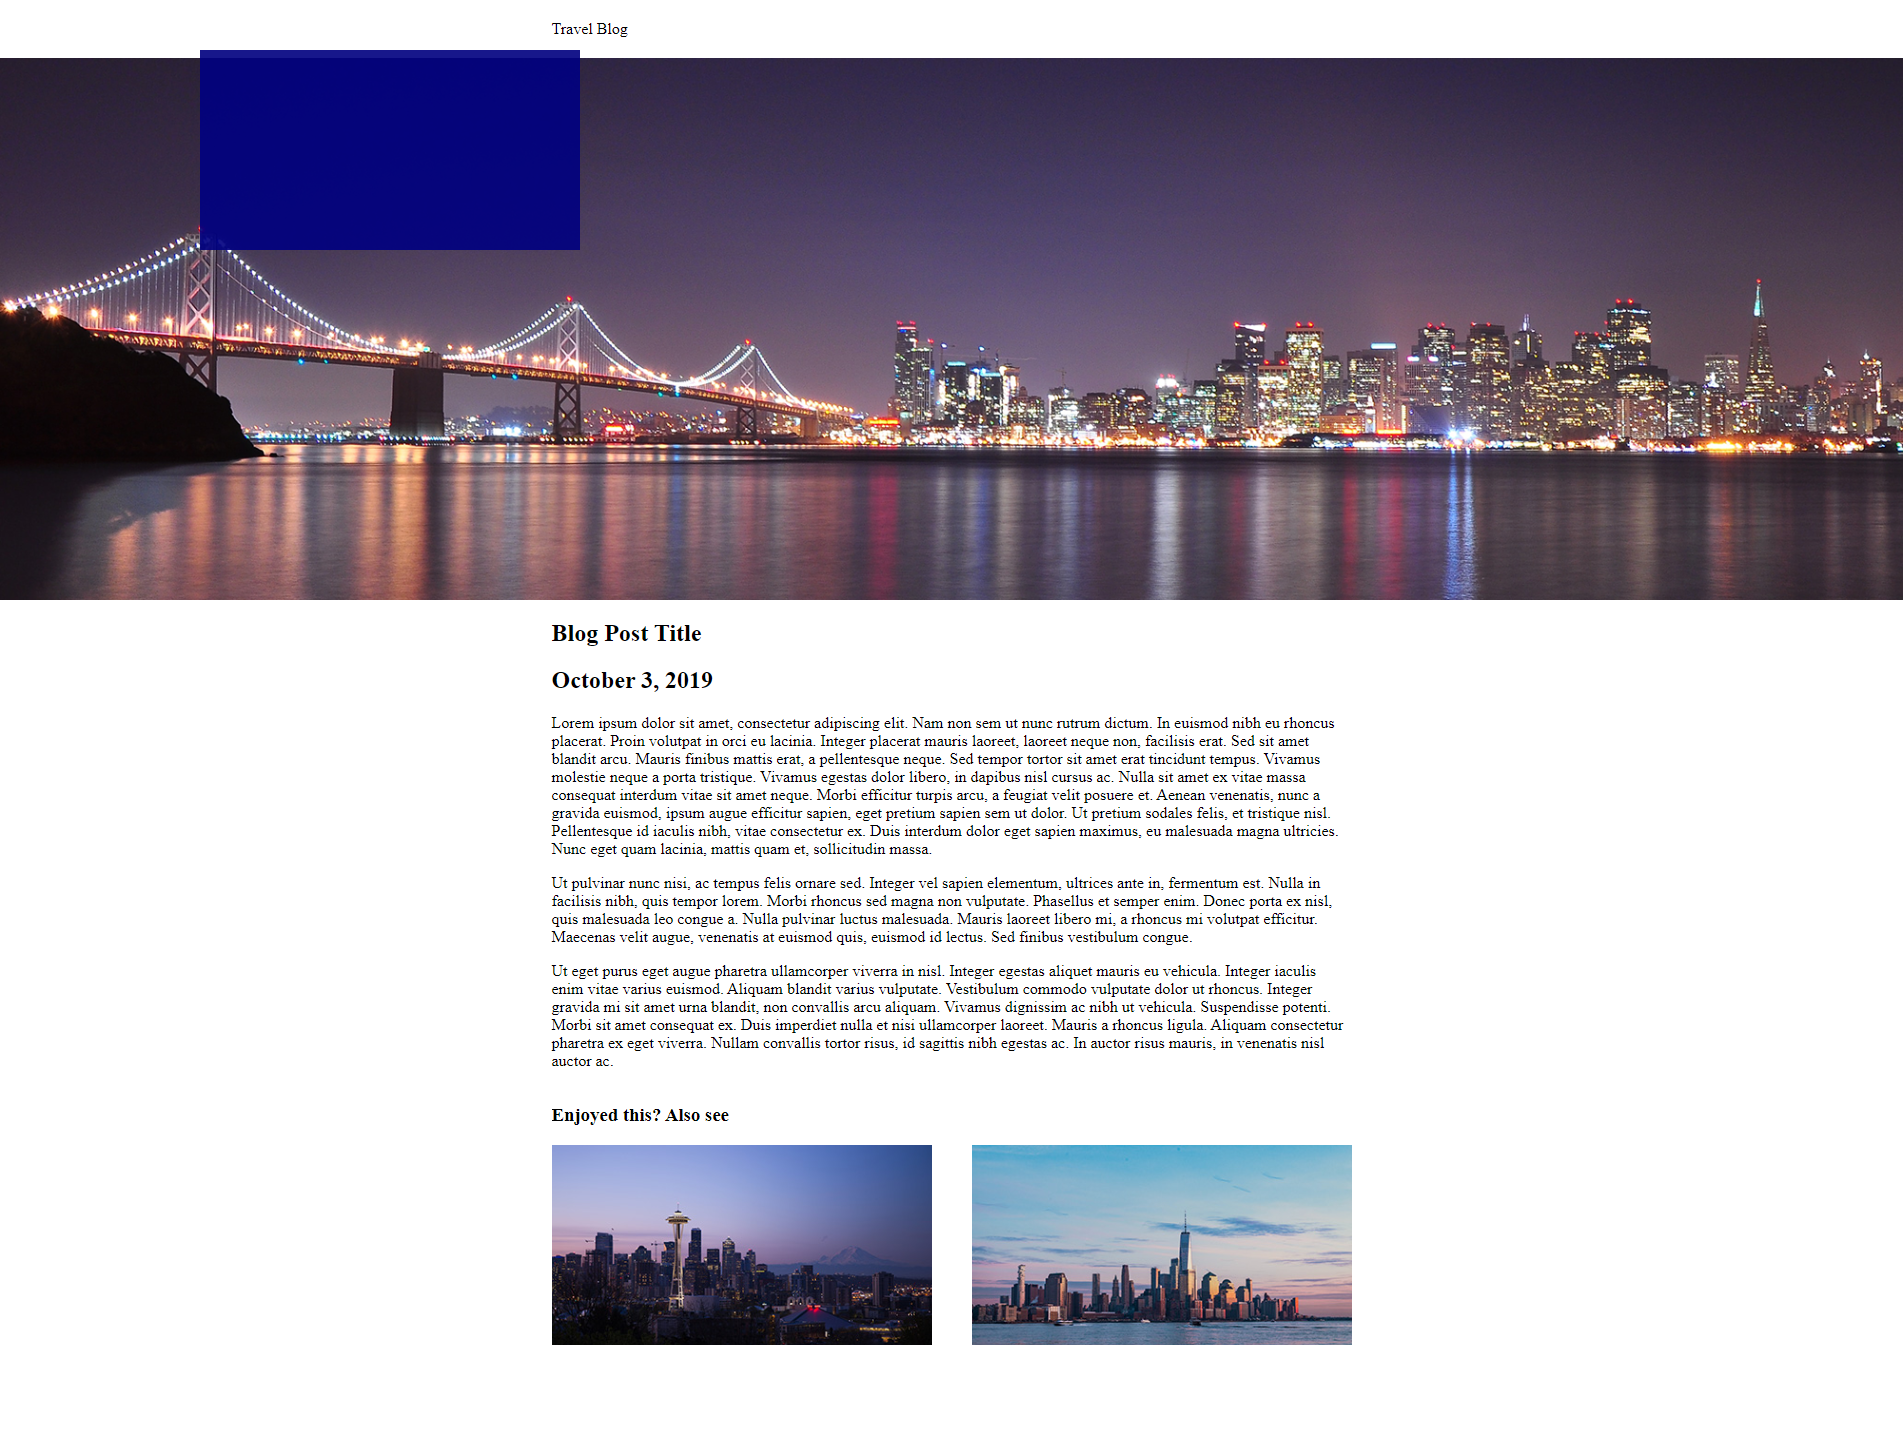 Travel Blog
Blog Post Title
October 3, 2019
Lorem ipsum dolor sit amet, consectetur adipiscing elit. Nam non sem ut nunc rutrum dictum. In euismod nibh eu rhoncus
placerat. Proin volutpat in orci eu lacinia. Integer placerat mauris laoreet, laoreet neque non, facilisis erat. Sed sit amet
blandit arcu. Mauris finibus mattis erat, a pellentesque neque. Sed tempor tortor sit amet erat tincidunt tempus. Vivamus
molestie neque a porta tristique. Vivamus egestas dolor libero, in dapibus nisl cursus ac. Nulla sit amet ex vitae massa
consequat interdum vitae sit amet neque. Morbi efficitur turpis arcu, a feugiat velit posuere et. Aenean venenatis, nunc a
gravida euismod, ipsum augue efficitur sapien, eget pretium sapien sem ut dolor. Ut pretium sodales felis, et tristique nisl.
Pellentesque id iaculis nibh, vitae consectetur ex. Duis interdum dolor eget sapien maximus, eu malesuada magna ultricies.
Nunc eget quam lacinia, mattis quam et, sollicitudin massa.
Ut pulvinar nunc nisi, ac tempus felis ornare sed. Integer vel sapien elementum, ultrices ante in, fermentum est. Nulla in
facilisis nibh, quis tempor lorem. Morbi rhoncus sed magna non vulputate. Phasellus et semper enim. Donec porta ex nisl,
quis malesuada leo congue a. Nulla pulvinar luctus malesuada. Mauris laoreet libero mi, a rhoncus mi volutpat efficitur.
Maecenas velit augue, venenatis at euismod quis, euismod id lectus. Sed finibus vestibulum congue.
Ut eget purus eget augue pharetra ullamcorper viverra in nisl. Integer egestas aliquet mauris eu vehicula. Integer iaculis
enim vitae varius euismod. Aliquam blandit varius vulputate. Vestibulum commodo vulputate dolor ut rhoncus. Integer
gravida mi sit amet urna blandit, non convallis arcu aliquam. Vivamus dignissim ac nibh ut vehicula. Suspendisse potenti.
Morbi sit amet consequat ex. Duis imperdiet nulla et nisi ullamcorper laoreet. Mauris a rhoncus ligula. Aliquam consectetur
pharetra ex eget viverra. Nullam convallis tortor risus, id sagittis nibh egestas ac. In auctor risus mauris, in venenatis nisl
auctor ac.
Enjoyed this? Also see